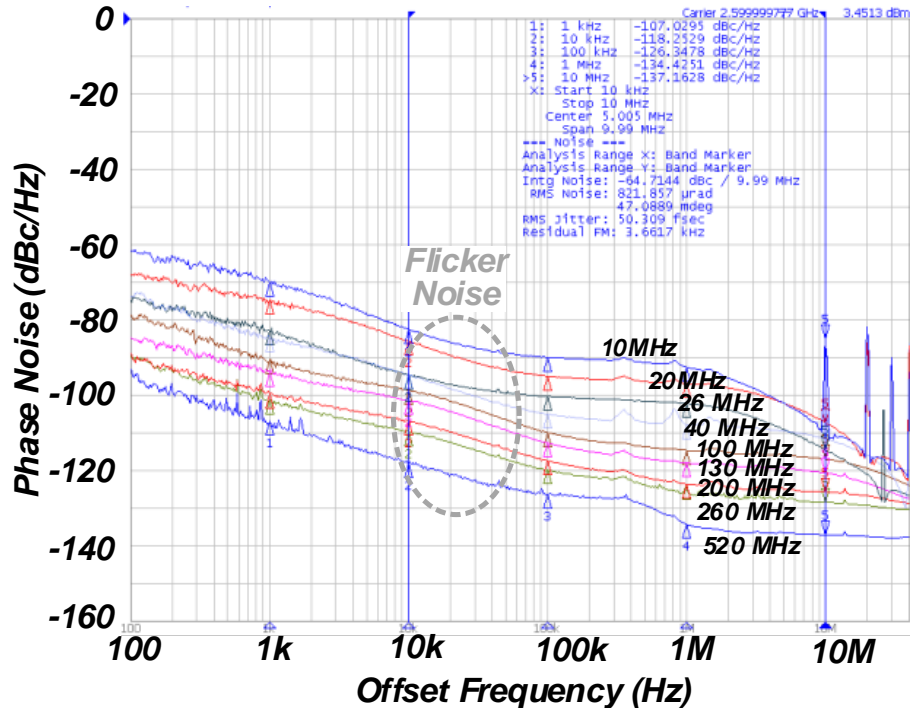 Carrier 2.599999777 GHz 3.4513 dBm
1: 1 kHz -107.0295 dBc/Hz
2: 10 kHz -118.2529 dBc/Hz
3: 100 kHz -126.3478 dBc/Hz
4: 1 MHz -134.4251 dBc/Hz
>5: 10 MHz -137.1628 dBc/Hz
X: Start 10 kHz
Stop 10 MHz
Center 5.005 MHz
Span 9.99 MHz
=== Noise ===
Analysis Range X: Band Marker
Analysis Range Y: Band Marker
Intg Noise: -64.7144 dBc / 9.99 MHz
RMS Noise: 821.857 µrad
47.0889 mdeg
RMS Jitter: 50.309 fsec
Residual FM: 3.6617 kHz
Phase Noise (dBc/Hz)
0
-20
-40
-60
-80
-100
-120
-140
-160
Flicker
Noise
10MHz
20MHz
26 MHz
40 MHz
100 MHz
130 MHz
200 MHz
260 MHz
520 MHz
1
3
4
5
5
100
100
1k
10k
100k
1M
10M
Offset Frequency (Hz)